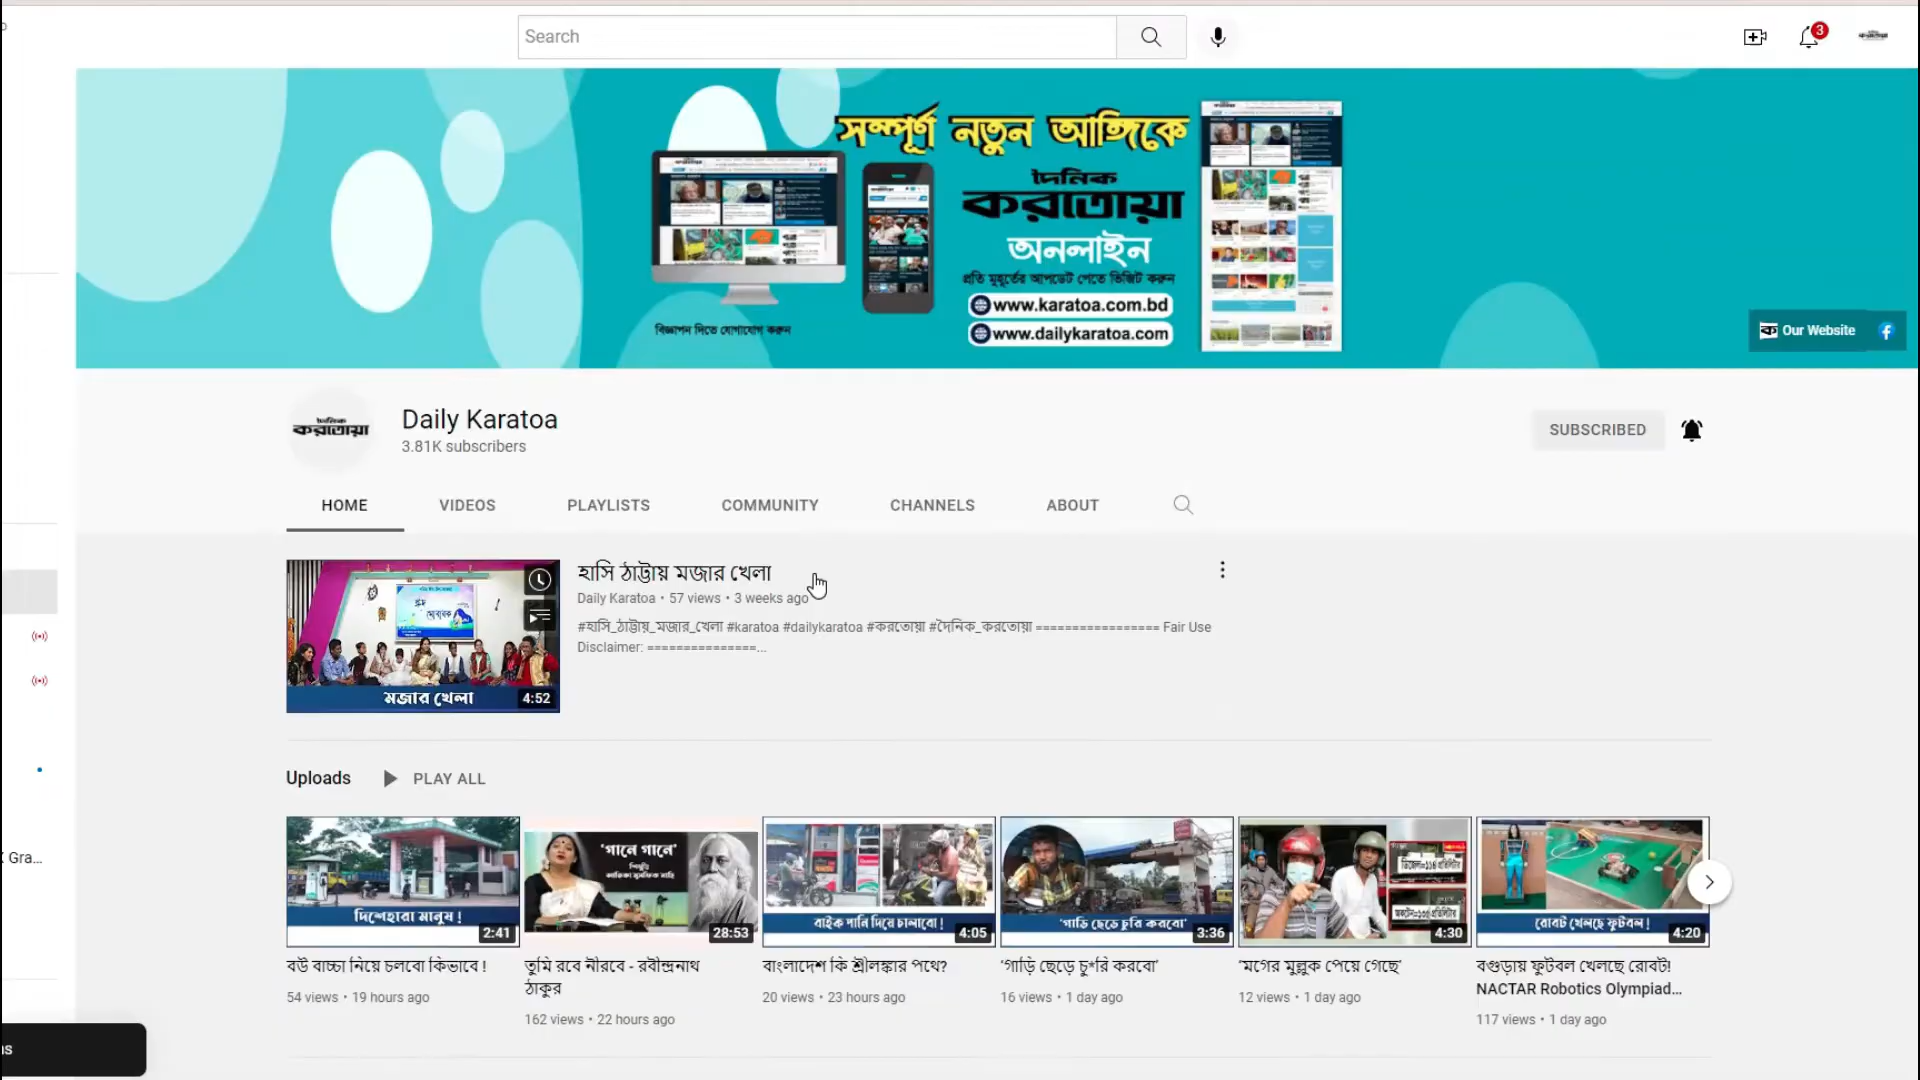 Search
3
সম্পূর্ণ নতুন আঙ্গিকে
দৈনিক
করতোয়া
অনলাইন
প্রতি মুহূর্তের আপডেট পেতে ভিজিট করুন
www.karatoa.com.bd
www.dailykaratoa.com
বিজ্ঞাপন দিতে যোগাযোগ করুন
Our Website
দৈনিক
করতোয়া
Daily Karatoa
3.81K subscribers
SUBSCRIBED
HOME VIDEOS PLAYLISTS COMMUNITY CHANNELS ABOUT
মজার খেলা
4:52
হাসি ঠাট্টায় মজার খেলা
Daily Karatoa • 57 views • 3 weeks ago
#হাসি_ঠাট্টায়_মজার_খেলা #karatoa #dailykaratoa #করতোয়া #দৈনিক_করতোয়া ================= Fair Use
Disclaimer: ===============...
Uploads PLAY ALL
Gra...
দিশেহারা মানুষ !
2:41
বউ বাচ্চা নিয়ে চলবো কিভাবে !
54 views • 19 hours ago
'গানে গানে'
28:53
তুমি রবে নীরবে - রবীন্দ্রনাথ
ঠাকুর
162 views • 22 hours ago
বাইক পানি দিয়ে চালাবো !
4:05
বাংলাদেশ কি শ্রীলঙ্কার পথে?
20 views • 23 hours ago
'গাড়ি ছেড়ে চুরি করবো'
3:36
'গাড়ি ছেড়ে চু*রি করবো'
16 views • 1 day ago
4:30
'মগের মুল্লুক পেয়ে গেছে'
12 views • 1 day ago
রোবট খেলছে ফুটবল !
4:20
বগুড়ায় ফুটবল খেলছে রোবট!
NACTAR Robotics Olympiad...
117 views • 1 day ago